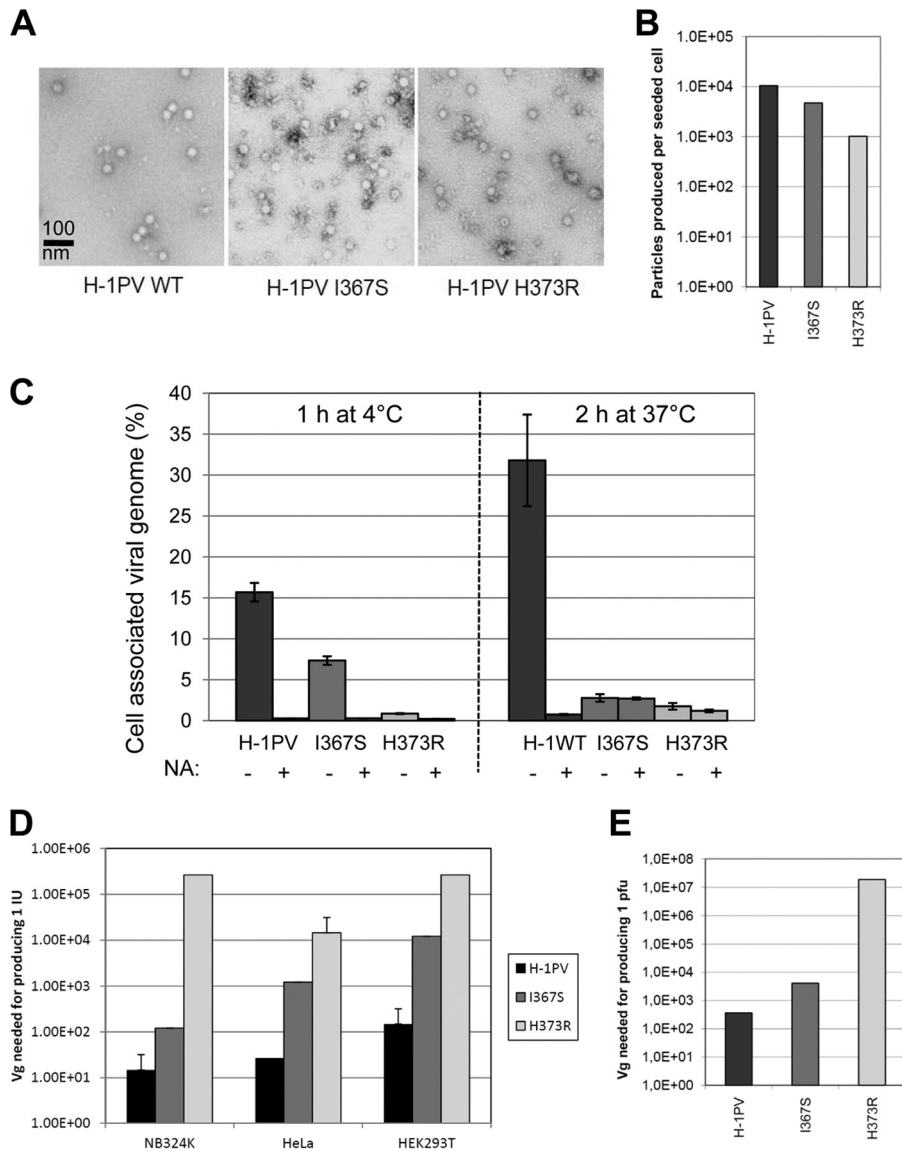 A
100
nm
H-1PV WT
H-1PV I367S
H-1PV H373R
B
Particles produced per seeded cell
1.0E+05
1.0E+04
1.0E+03
1.0E+02
1.0E+01
1.0E+00
H-1PV
I367S
H373R
C
Cell associated viral genome (%)
40
35
30
25
20
15
10
5
0
1 h at 4°C
2 h at 37°C
H-1PV I367S H373R H-1WT I367S H373R
NA: - + - + - + - + - + - +
D
Vg needed for producing 1 IU
1.00E+06
1.00E+05
1.00E+04
1.00E+03
1.00E+02
1.00E+01
1.00E+00
NB324K HeLa HEK293T
H-1PV
I367S
H373R
E
Vg needed for producing 1 pfu
1,0E+08
1,0E+07
1,0E+06
1,0E+05
1,0E+04
1,0E+03
1,0E+02
1,0E+01
1,0E+00
H-1PV
I367S
H373R